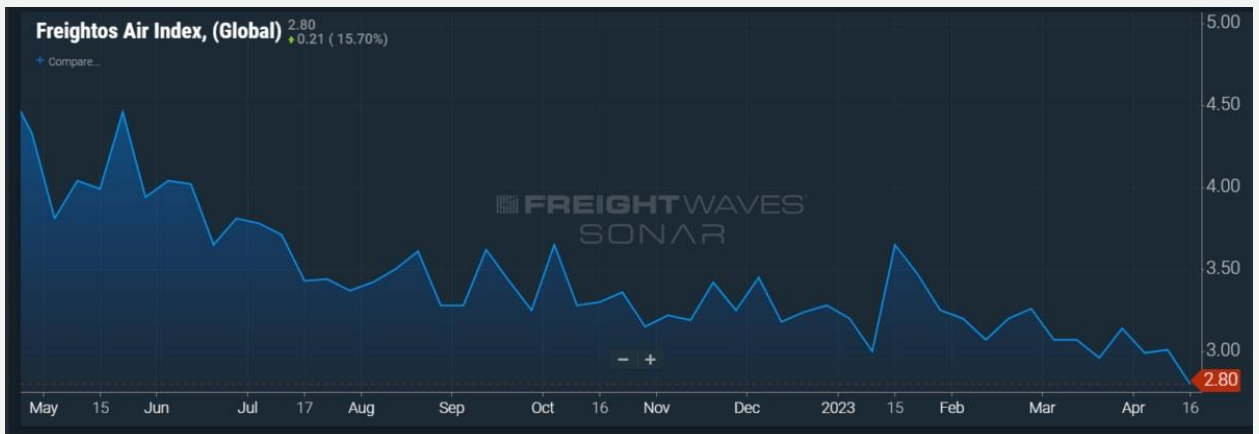 Freightos Air Index, (Global) 2.80
0.21 ( 15.70%)
+ Compare...
5.00
4.50
4.00
3.50
3.00
2.80
FREIGHTWAVES
SONAR
− +
May 15 Jun Jul 17 Aug Sep Oct 16 Nov Dec 2023 15 Feb Mar Apr 16